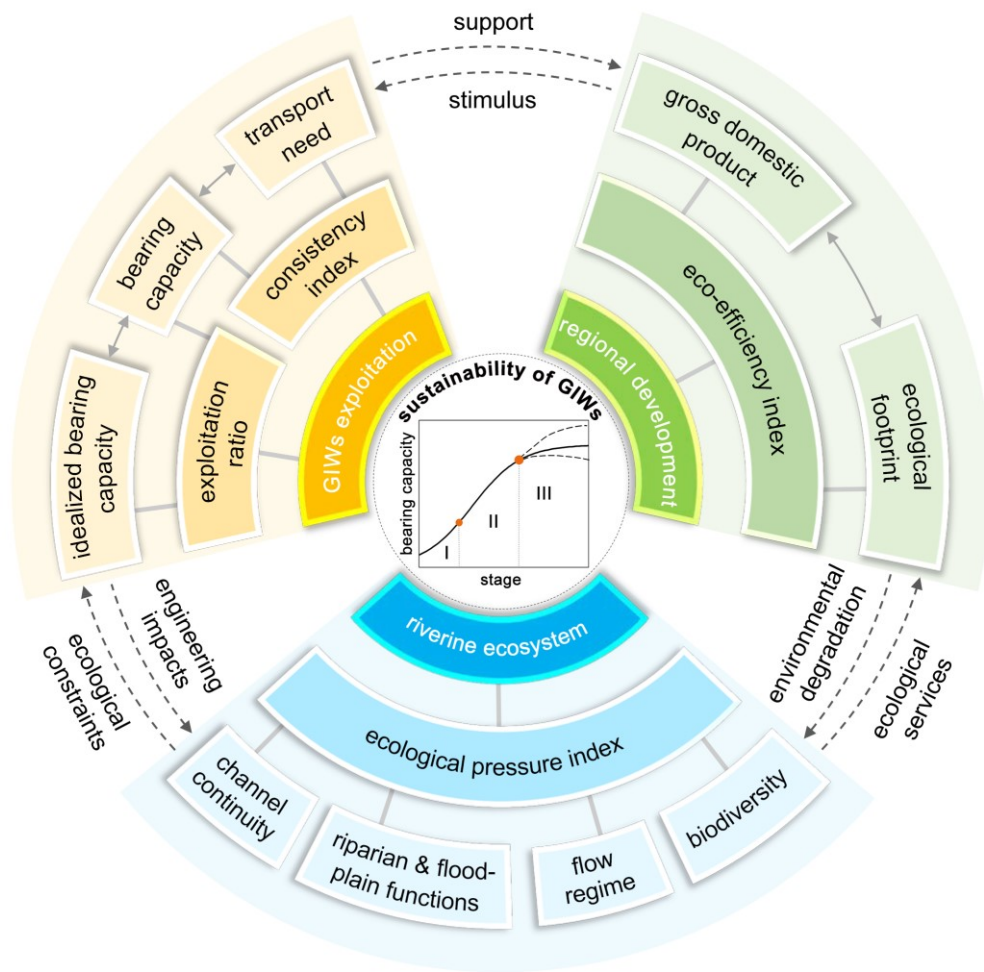 support
stimulus
transport
need
bearing
capacity
idealized bearing
capacity
consistency
index
exploitation
ratio
GIWs exploitation
gross domestic
product
eco-efficiency index
ecological
footprint
regional development
sustainability of GIWs
bearing capacity
I
II
III
stage
engineering
impacts
ecological
constraints
environmental
degradation
ecological
services
riverine ecosystem
ecological pressure index
channel
continuity
riparian & flood-
plain functions
flow
regime
biodiversity